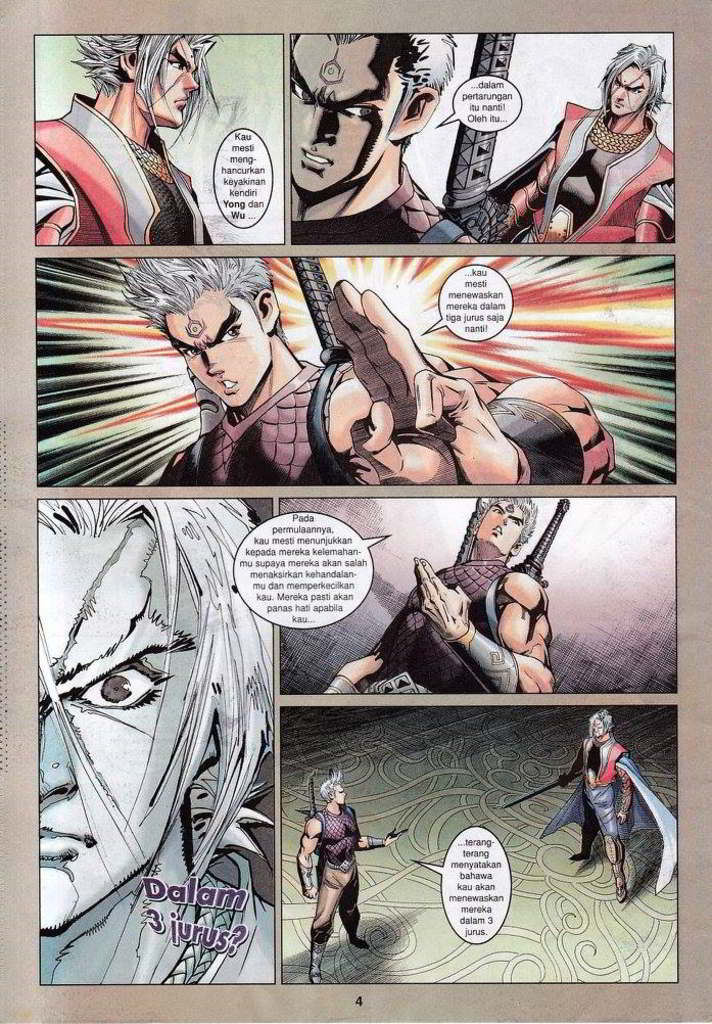 Kau
mesti
meng-
hancurkan
keyakinan
kendiri
Yong dan
Wu ...
...dalam
pertarungan
itu nanti!
Oleh itu...
...kau
mesti
menewaskan
mereka dalam
tiga jurus saja
nanti!
Pada
permulaannya,
kau mesti menunjukkan
kepada mereka kelemahan-
mu supaya mereka akan salah
menaksirkan kehandalan-
mu dan memperkecilkan
kau. Mereka pasti akan
panas hati apabila
kau...
Dalam
3 jurus?
...terang-
terang
menyatakan
bahawa
kau akan
menewaskan
mereka
dalam 3
jurus.
4